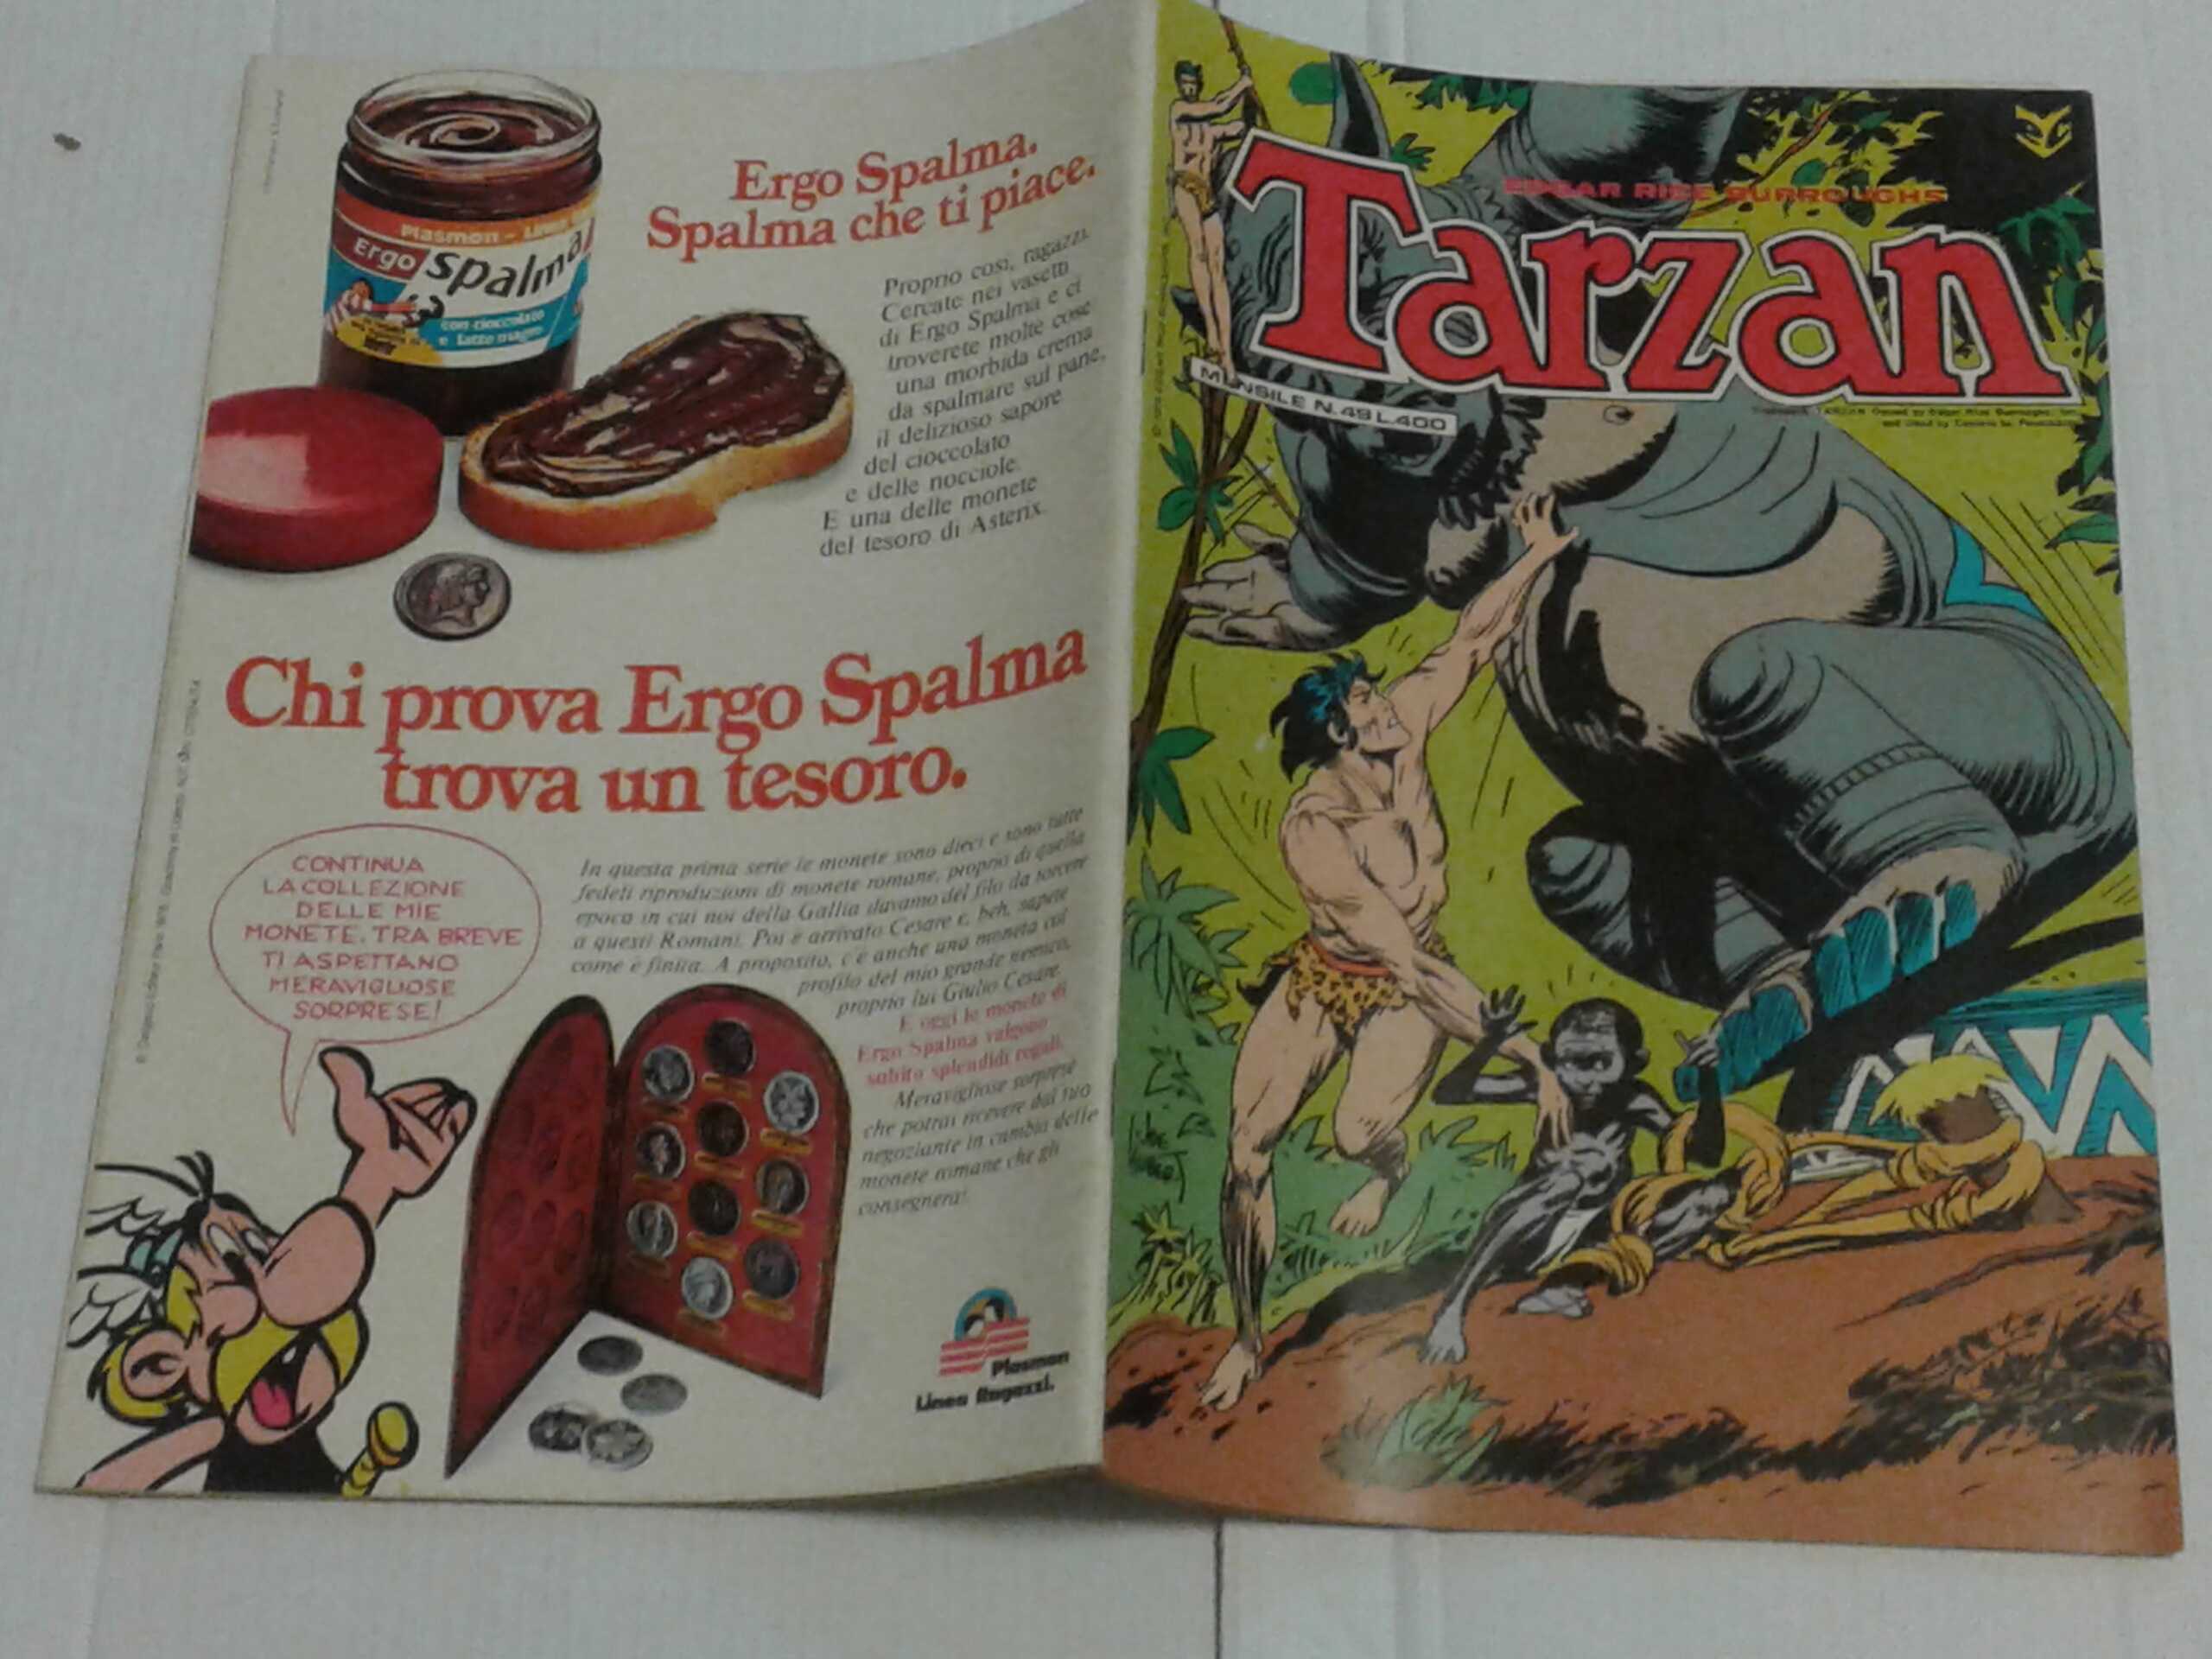 Ergo Spalma.
Spalma che ti piace.
Plasmon - Linea
Ergo Spalma
con cioccolato
e latte magro
Proprio così, ragazzi.
Cercate nei vasetti
di Ergo Spalma e ci
troverete molte cose
una morbida crema
da spalmare sul pane,
il delizioso sapore
del cioccolato
e delle nocciole.
E una delle monete
del tesoro di Asterix.
Chi prova Ergo Spalma
trova un tesoro.
CONTINUA
LA COLLEZIONE
DELLE MIE
MONETE. TRA BREVE
TI ASPETTANO
MERAVIGLIOSE
SORPRESE!
In questa prima serie le monete sono dieci e sono tutte
fedeli riproduzioni di monete romane, proprio di quella
epoca in cui noi della Gallia davamo del filo da torcere
a questi Romani. Poi è arrivato Cesare e, beh, sapete
come è finita. A proposito, c'è anche una moneta col
profilo del mio grande nemico,
proprio lui Giulio Cesare.
E oggi le monete di
Ergo Spalma valgono
subito splendidi regali.
Meravigliose sorprese
che potrai ricevere dal tuo
negoziante in cambio delle
monete romane che gli
consegnerai.
Plasmon
Linea Ragazzi.
EDGAR RICE BURROUGHS
Tarzan
MENSILE N.49 L.400